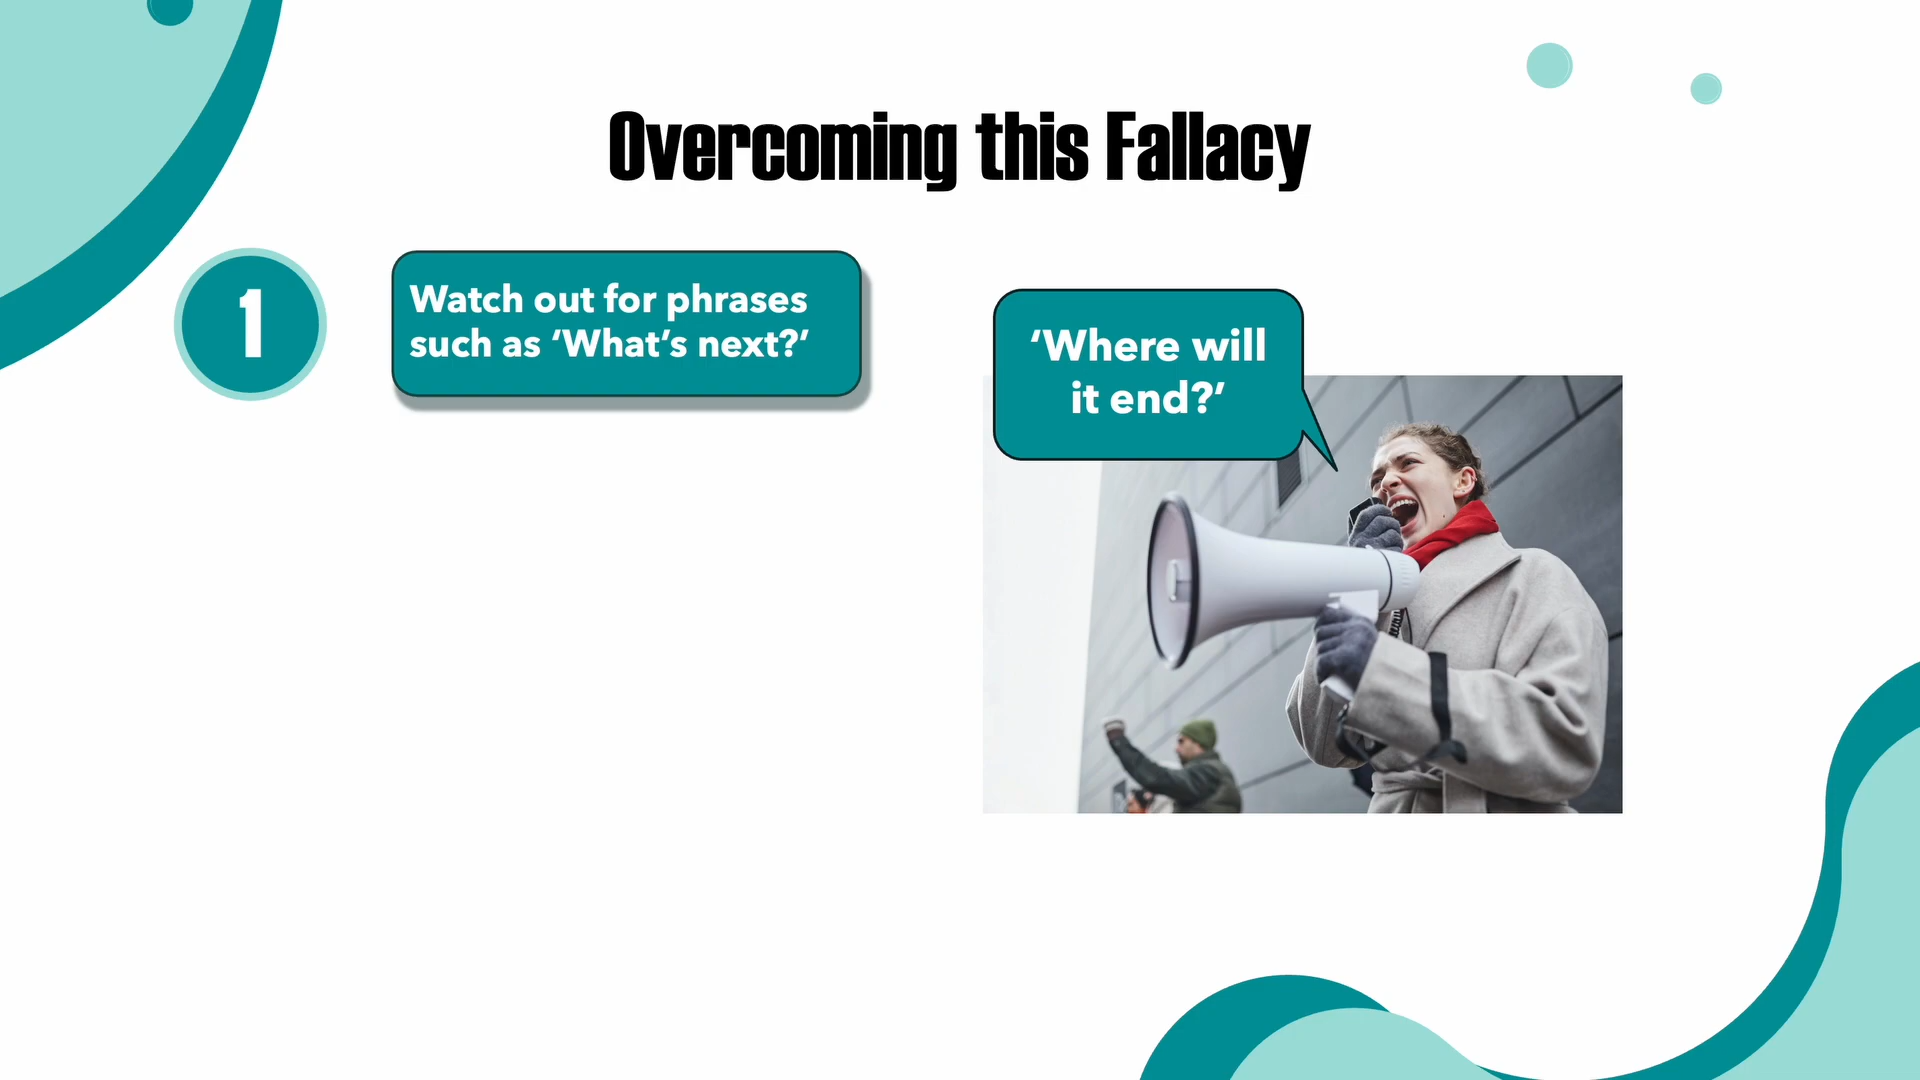 Overcoming this Fallacy
1
Watch out for phrases
such as ‘What’s next?’
‘Where will
it end?’